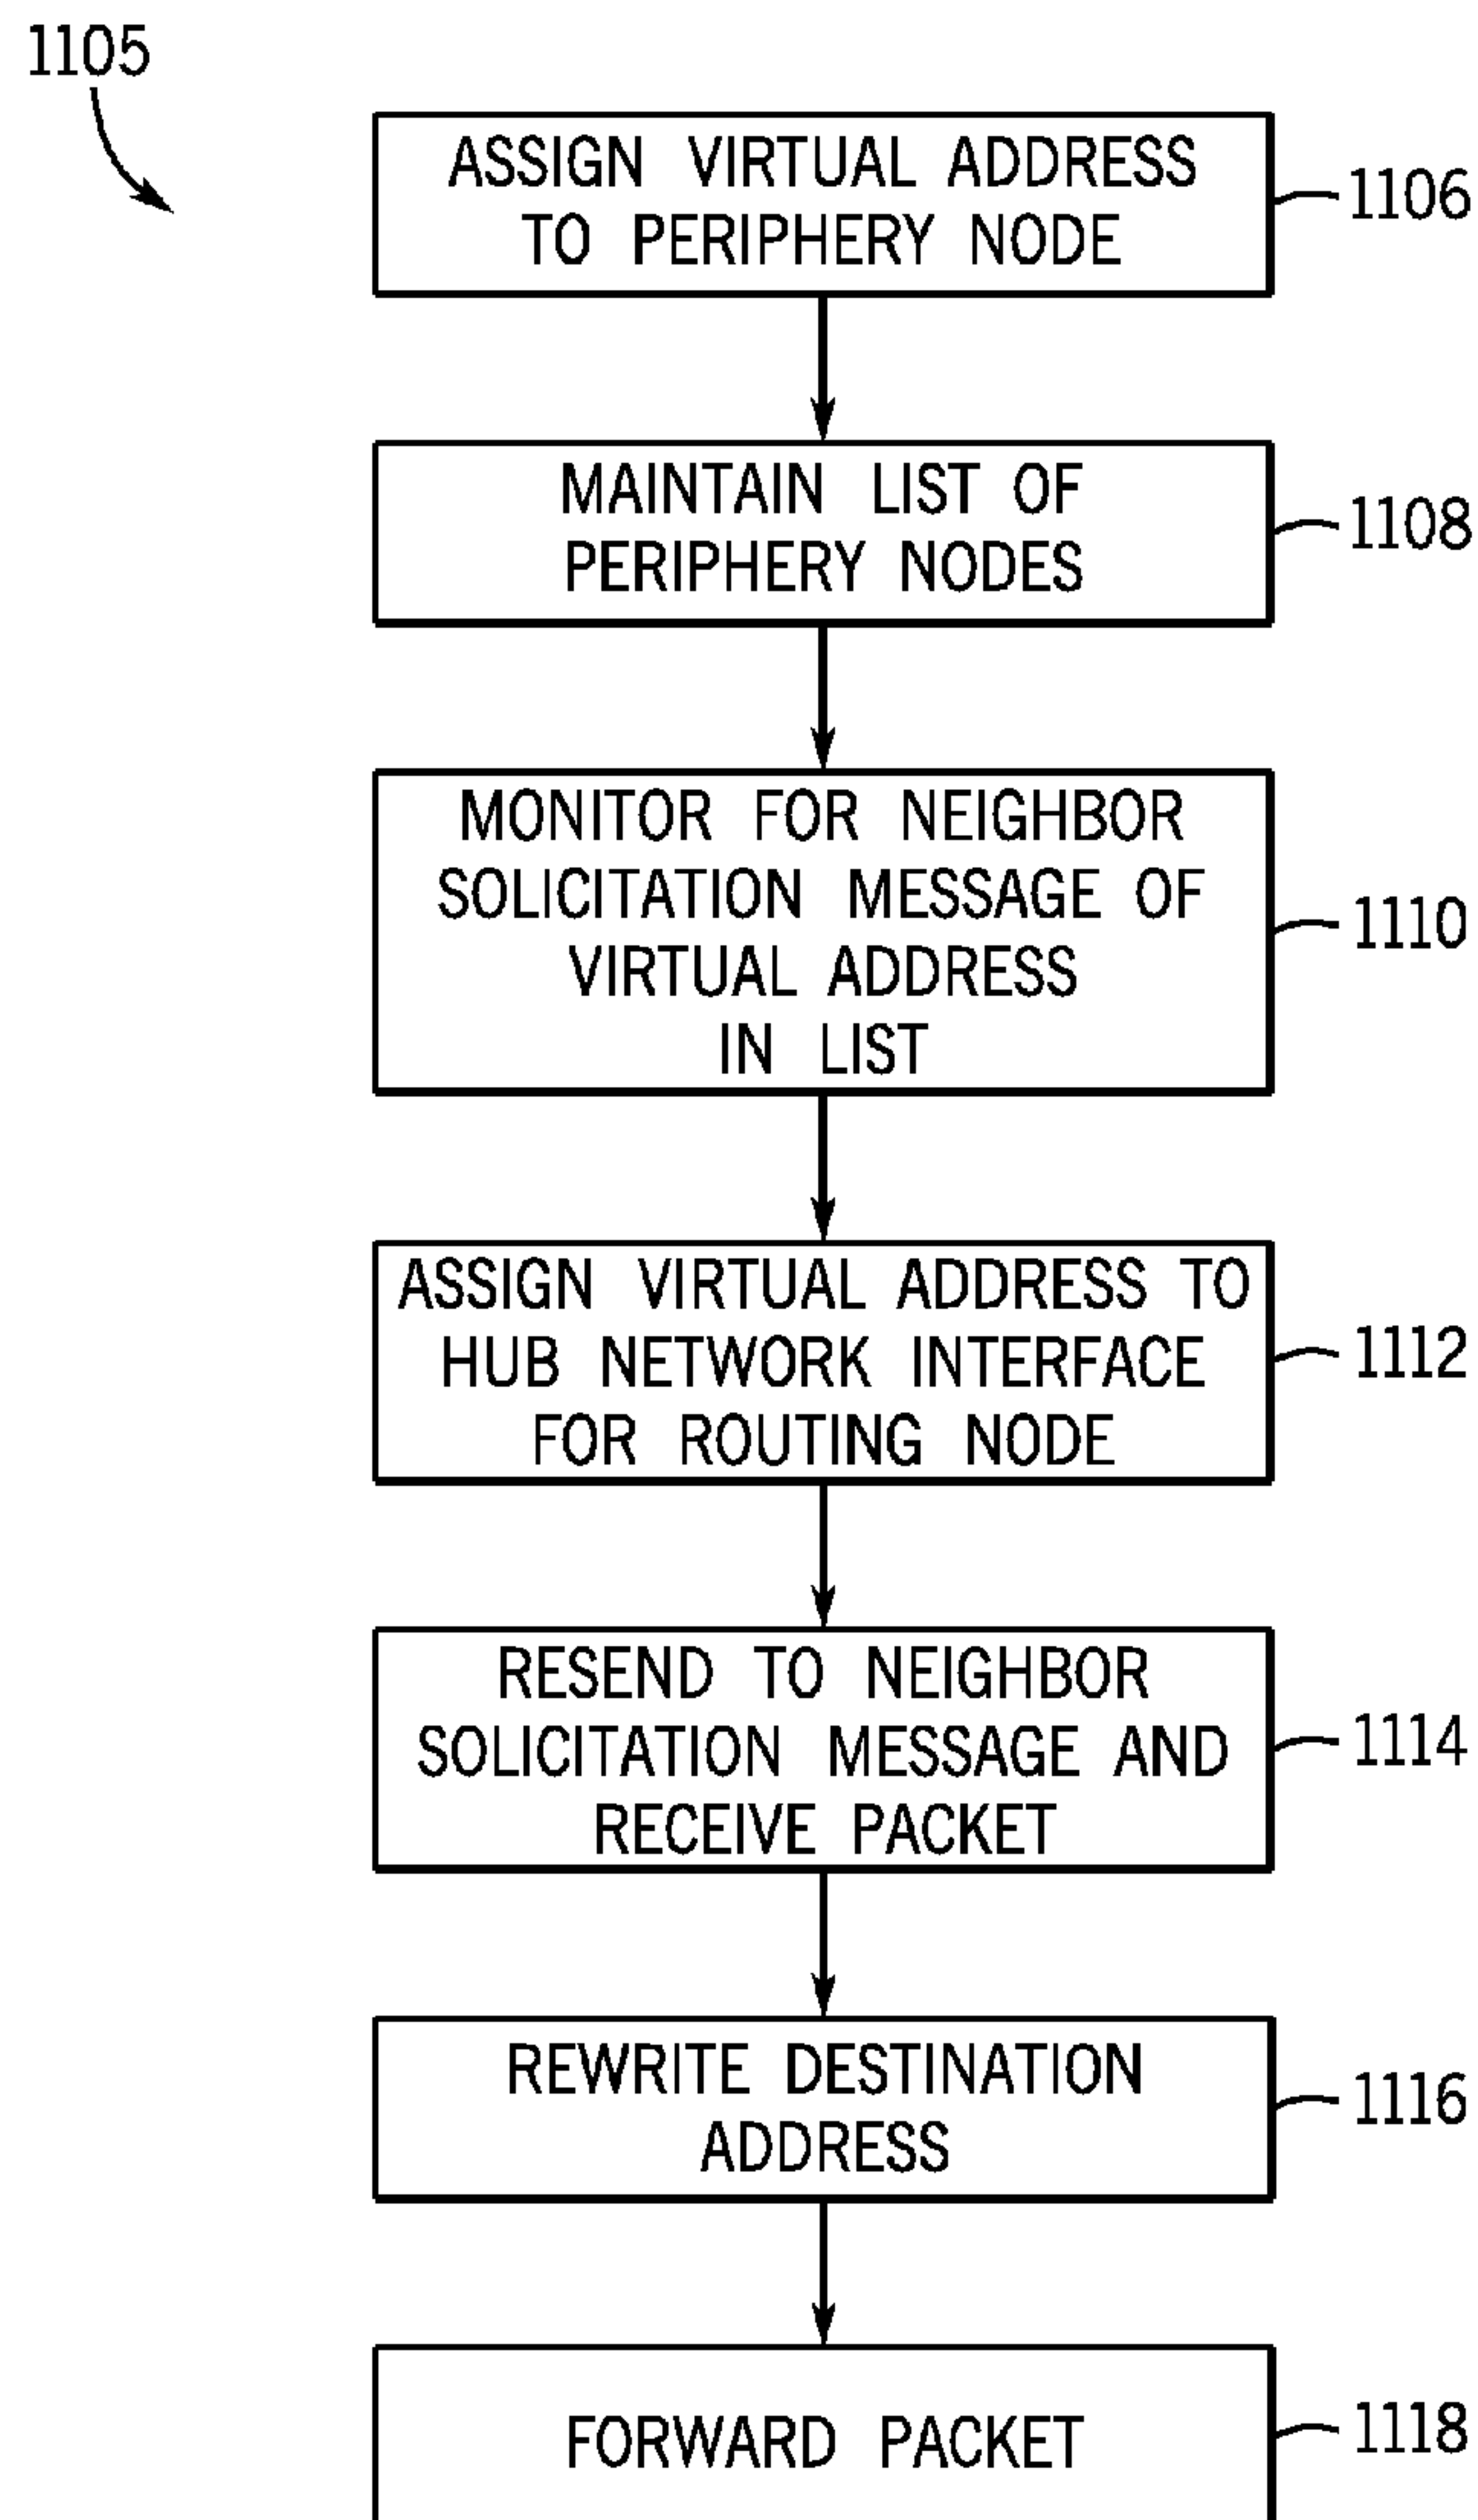 1105
ASSIGN VIRTUAL ADDRESS
TO PERIPHERY NODE
1106
MAINTAIN LIST OF
PERIPHERY NODES
1108
MONITOR FOR NEIGHBOR
SOLICITATION MESSAGE OF
VIRTUAL ADDRESS
IN LIST
1110
ASSIGN VIRTUAL ADDRESS TO
HUB NETWORK INTERFACE
FOR ROUTING NODE
1112
RESEND TO NEIGHBOR
SOLICITATION MESSAGE AND
RECEIVE PACKET
1114
REWRITE DESTINATION
ADDRESS
1116
FORWARD PACKET
1118